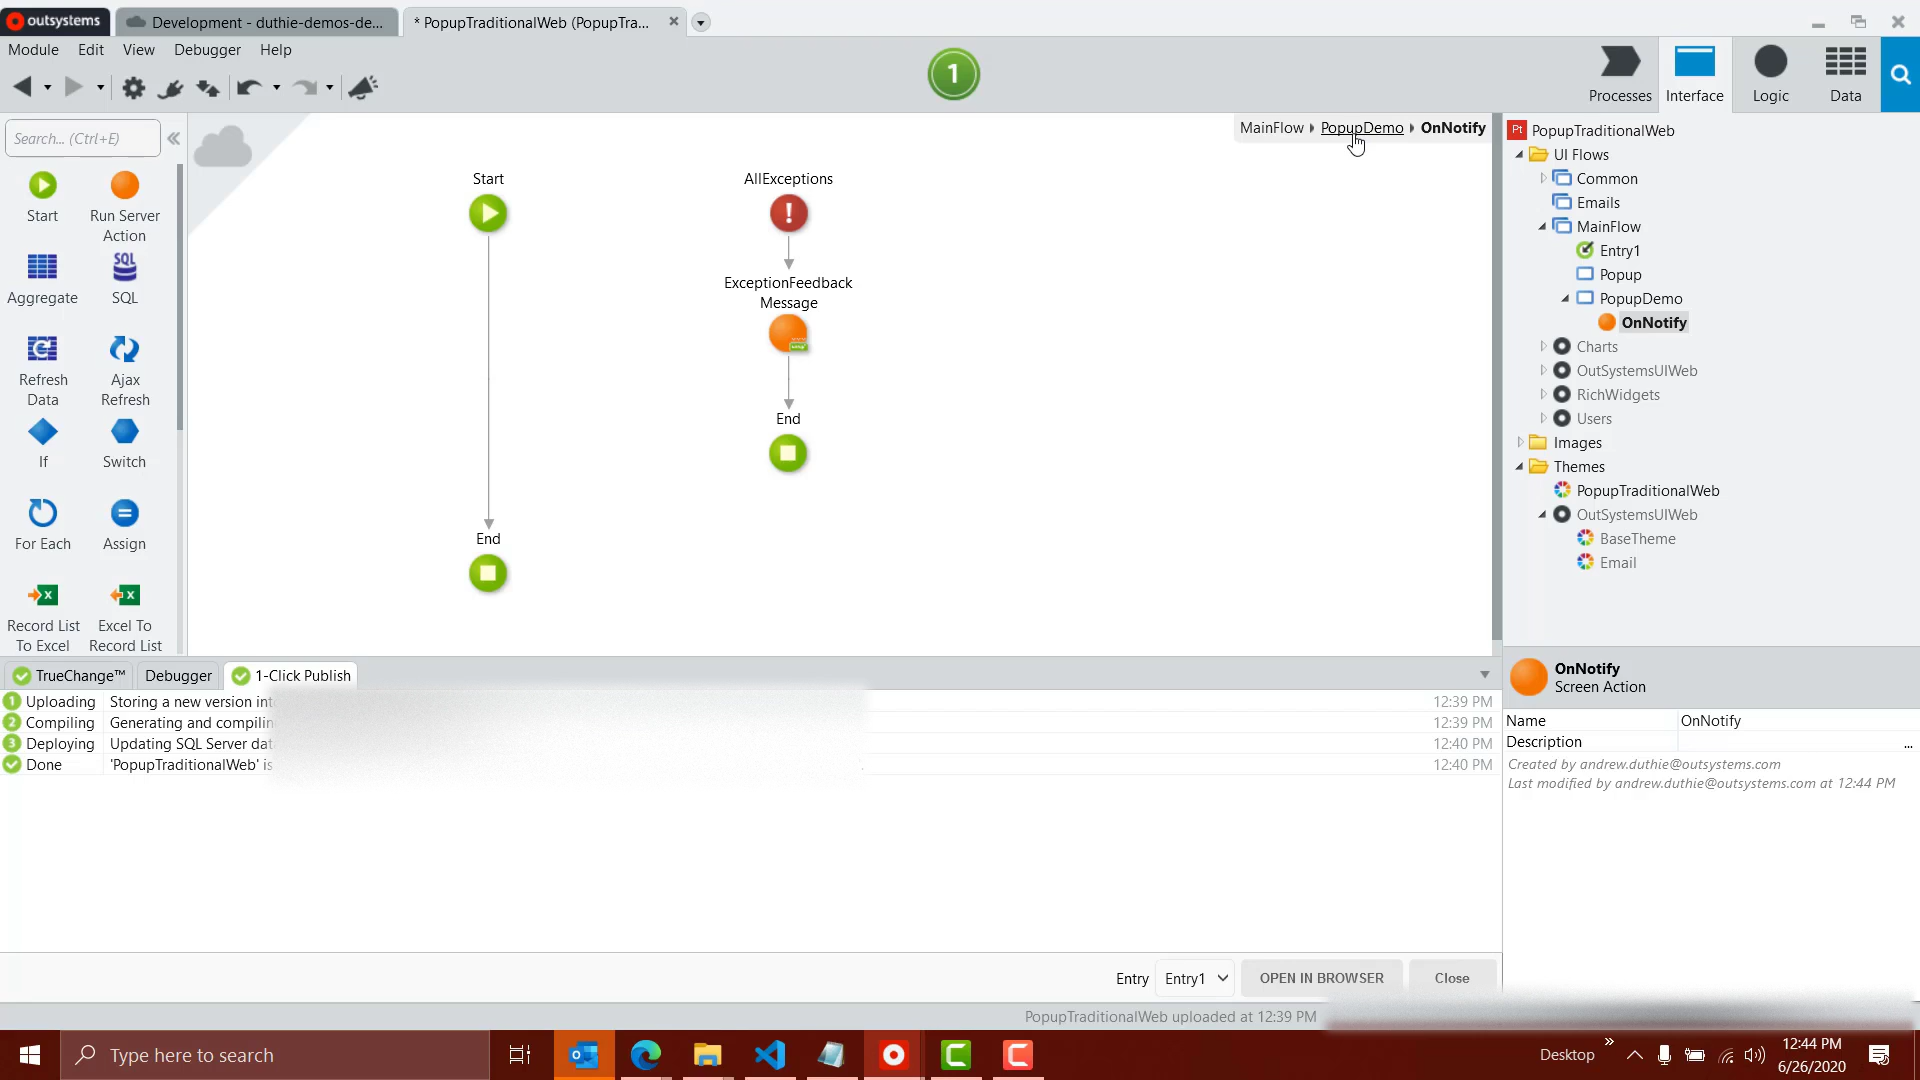 outsystems
Development - duthie-demos-de...
* PopupTraditionalWeb (PopupTra...
Module Edit View Debugger Help
1
Processes Interface Logic Data
Search... (Ctrl+E)
Start
Run Server
Action
Aggregate
SQL
SQL
Refresh
Data
Ajax
Refresh
If
Switch
For Each
Assign
Record List
To Excel
Excel To
Record List
MainFlow PopupDemo OnNotify
Start
End
AllExceptions
ExceptionFeedback
Message
End
Pt PopupTraditionalWeb
UI Flows
Common
Emails
MainFlow
Entry1
Popup
PopupDemo
OnNotify
Charts
OutSystemsUIWeb
RichWidgets
Users
Images
Themes
PopupTraditionalWeb
OutSystemsUIWeb
BaseTheme
Email
TrueChange™ Debugger 1-Click Publish
1 Uploading Storing a new version int 12:39 PM
2 Compiling Generating and compilin 12:39 PM
3 Deploying Updating SQL Server dat 12:40 PM
Done 'PopupTraditionalWeb' is 12:40 PM
Entry Entry1 OPEN IN BROWSER Close
OnNotify
Screen Action
Name OnNotify
Description ...
Created by andrew.duthie@outsystems.com
Last modified by andrew.duthie@outsystems.com at 12:44 PM
PopupTraditionalWeb uploaded at 12:39 PM
Type here to search
Desktop
12:44 PM
6/26/2020